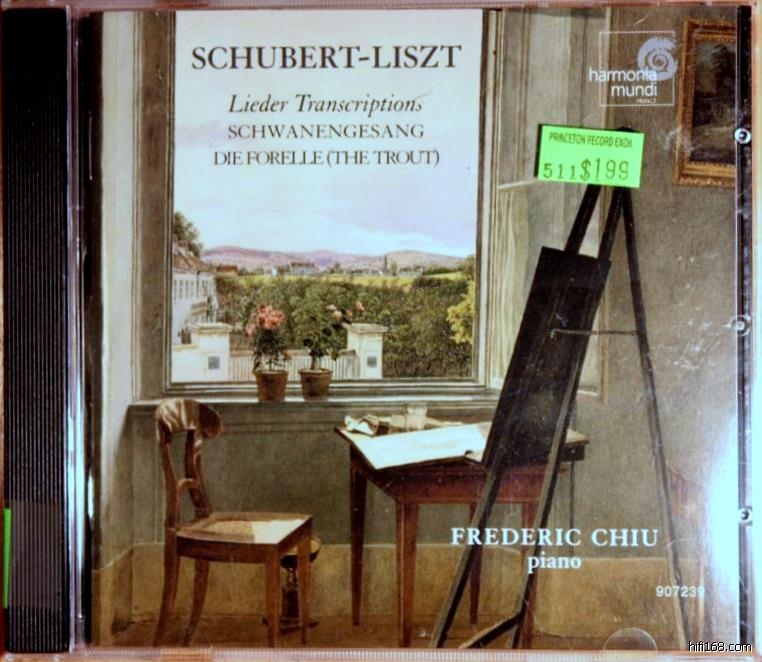 SCHUBERT-LISZT
Lieder Transcriptions
SCHWANENGESANG
DIE FORELLE (THE TROUT)
harmonia
mundi
PRINCETON RECORD EXCH.
511 $1.99
FREDERIC CHIU
piano
907239
hifi168.com